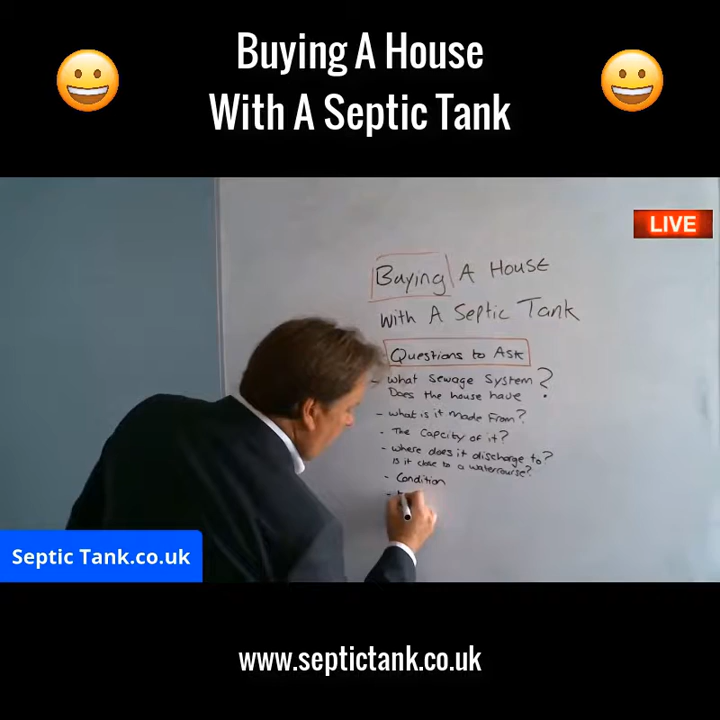 Buying A House
With A Septic Tank
LIVE
Buying A House
With A Septic Tank
Questions to Ask
- What Sewage System ?
Does the house have
- what is it made from?
- The Capcity of it?
- where does it discharge to?
is it close to a watercourse?
- Condition
-
Septic Tank.co.uk
www.septictank.co.uk